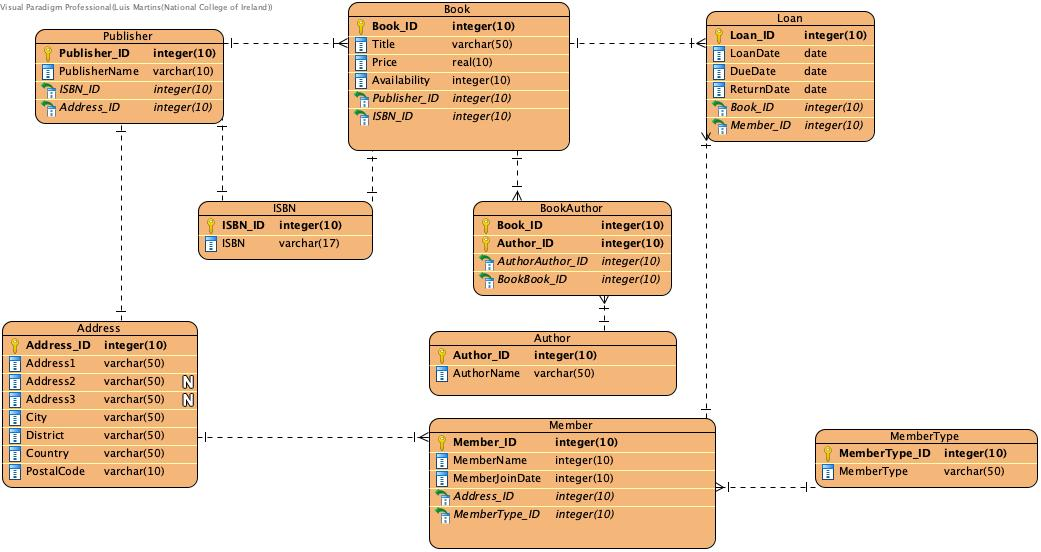 Visual Paradigm Professional(Luis Martins(National College of Ireland))
Publisher
Publisher_ID integer(10)
PublisherName varchar(10)
ISBN_ID integer(10)
Address_ID integer(10)
Book
Book_ID integer(10)
Title varchar(50)
Price real(10)
Availability integer(10)
Publisher_ID integer(10)
ISBN_ID integer(10)
Loan
Loan_ID integer(10)
LoanDate date
DueDate date
ReturnDate date
Book_ID integer(10)
Member_ID integer(10)
ISBN
ISBN_ID integer(10)
ISBN varchar(17)
BookAuthor
Book_ID integer(10)
Author_ID integer(10)
AuthorAuthor_ID integer(10)
BookBook_ID integer(10)
Address
Address_ID integer(10)
Address1 varchar(50)
Address2 varchar(50) N
Address3 varchar(50) N
City varchar(50)
District varchar(50)
Country varchar(50)
PostalCode varchar(10)
Author
Author_ID integer(10)
AuthorName varchar(50)
Member
Member_ID integer(10)
MemberName integer(10)
MemberJoinDate integer(10)
Address_ID integer(10)
MemberType_ID integer(10)
MemberType
MemberType_ID integer(10)
MemberType varchar(50)